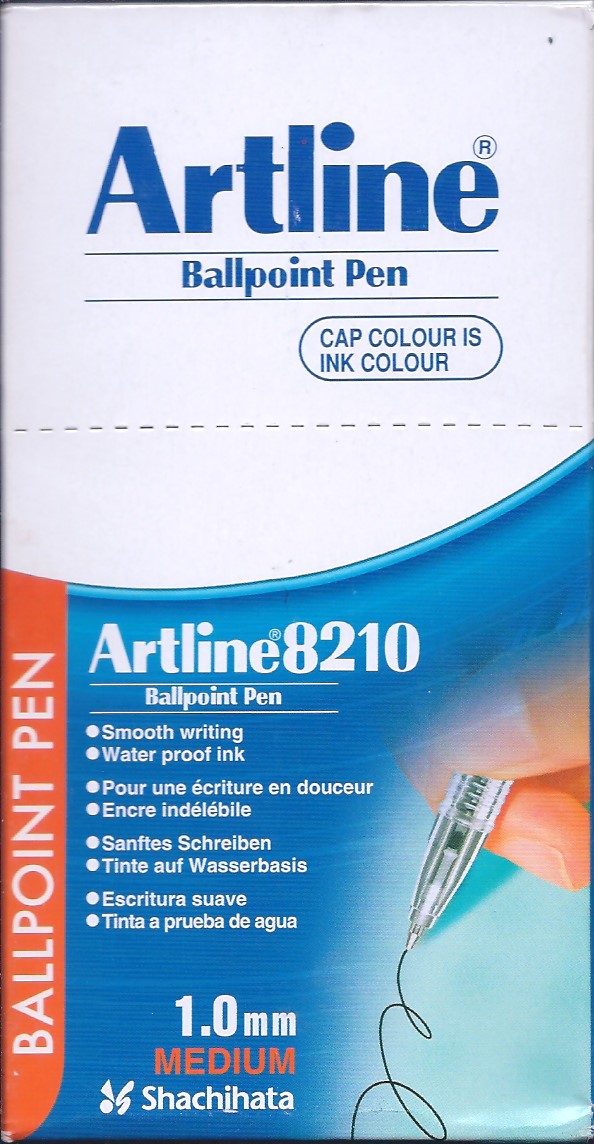 Artline®
Ballpoint Pen
CAP COLOUR IS
INK COLOUR
BALLPOINT PEN
Artline®8210
Ballpoint Pen
●Smooth writing
●Water proof ink
●Pour une écriture en douceur
●Encre indélébile
●Sanftes Schreiben
●Tinte auf Wasserbasis
●Escritura suave
●Tinta a prueba de agua
1.0mm
MEDIUM
Shachihata